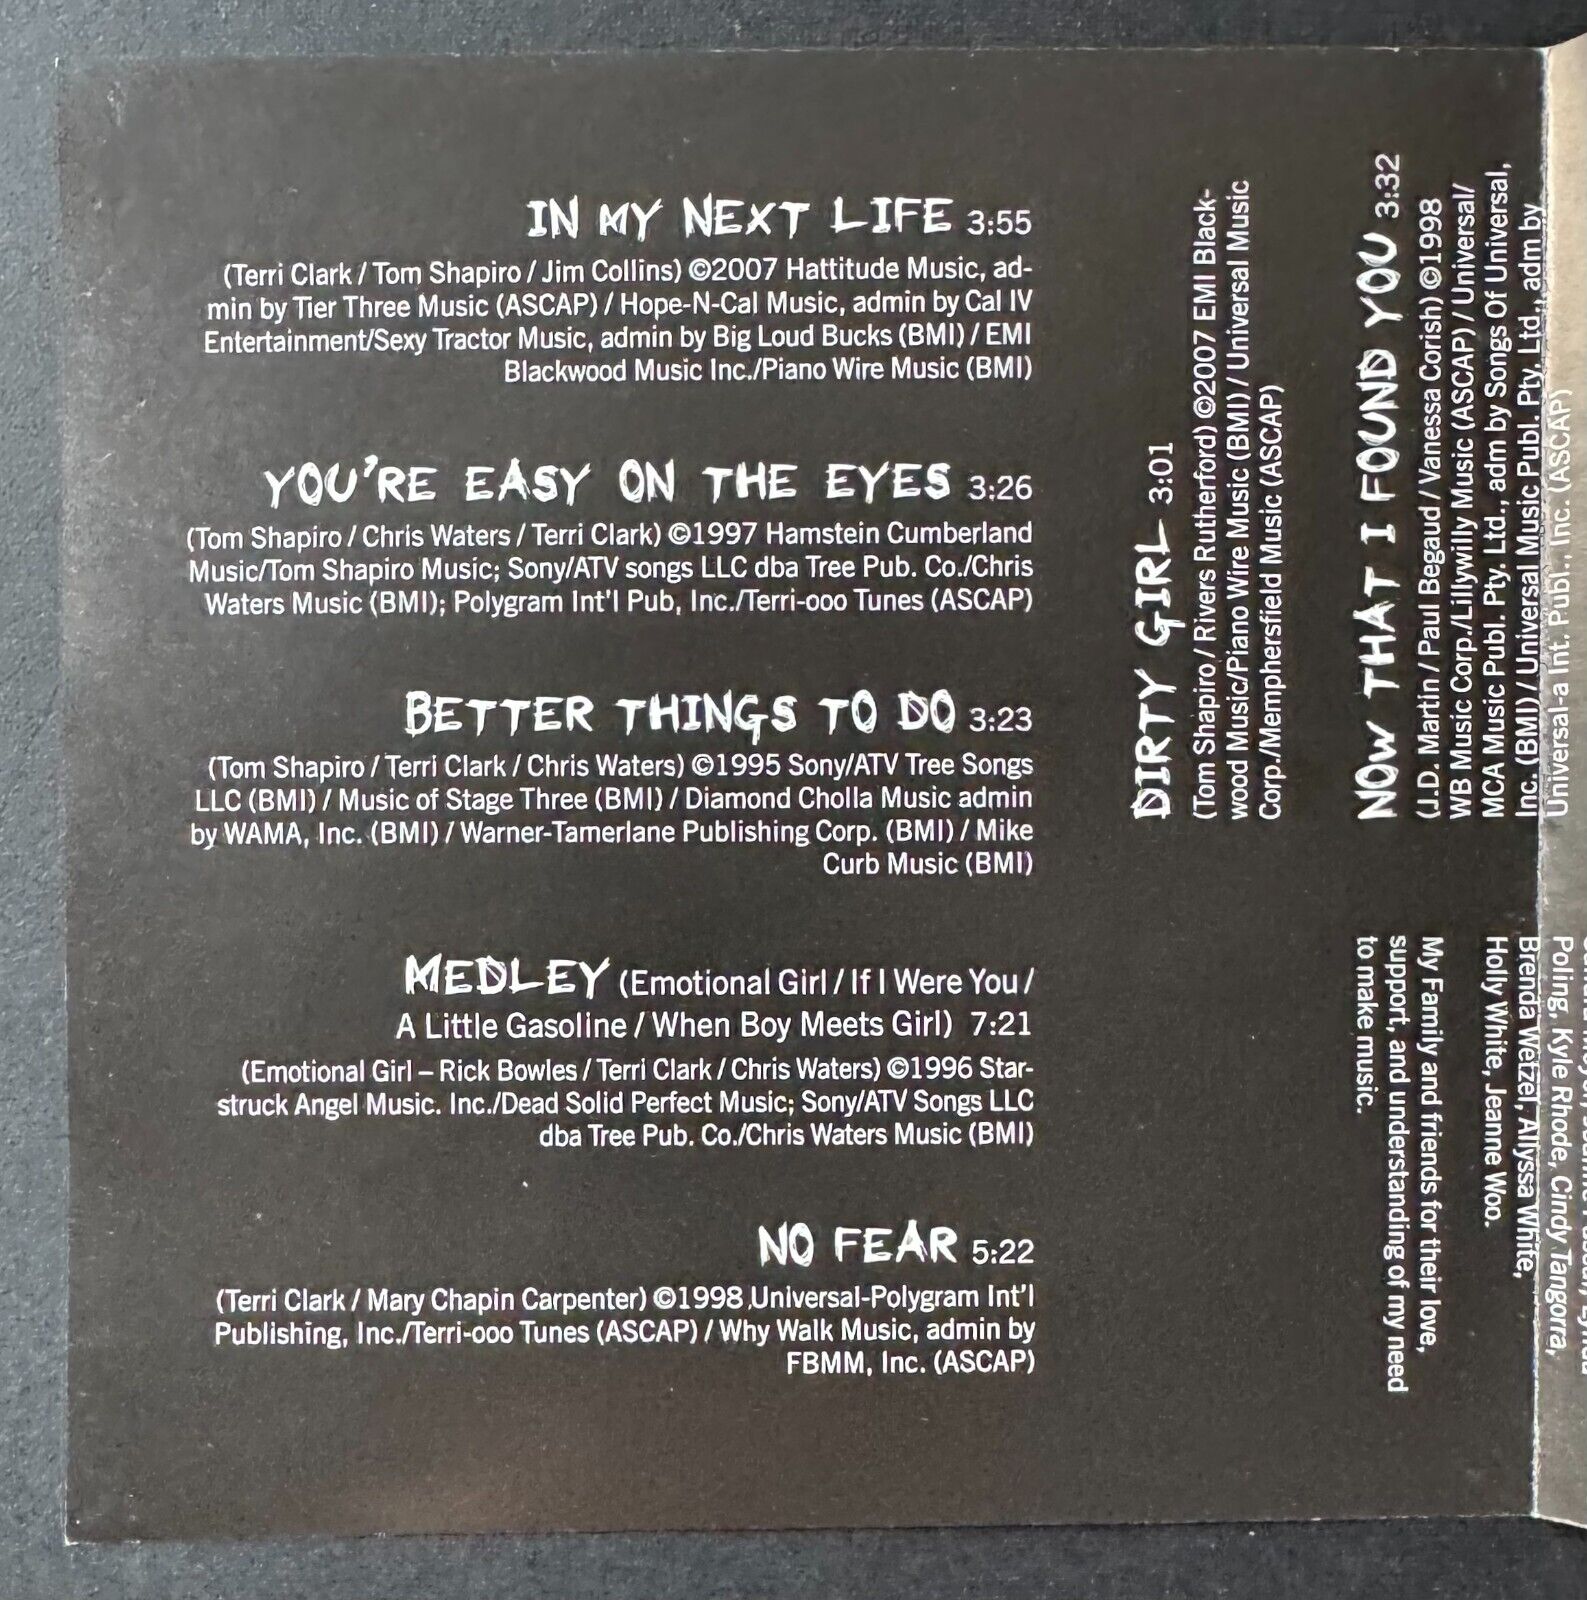 IN MY NEXT LIFE 3:55
(Terri Clark / Tom Shapiro / Jim Collins) ©2007 Hattitude Music, ad-
min by Tier Three Music (ASCAP) / Hope-N-Cal Music, admin by Cal IV
Entertainment/Sexy Tractor Music, admin by Big Loud Bucks (BMI) / EMI
Blackwood Music Inc./Piano Wire Music (BMI)
YOU'RE EASY ON THE EYES 3:26
(Tom Shapiro / Chris Waters / Terri Clark) ©1997 Hamstein Cumberland
Music/Tom Shapiro Music; Sony/ATV songs LLC dba Tree Pub. Co./Chris
Waters Music (BMI); Polygram Int'l Pub, Inc./Terri-ooo Tunes (ASCAP)
BETTER THINGS TO DO 3:23
(Tom Shapiro / Terri Clark / Chris Waters) ©1995 Sony/ATV Tree Songs
LLC (BMI) / Music of Stage Three (BMI) / Diamond Cholla Music admin
by WAMA, Inc. (BMI) / Warner-Tamerlane Publishing Corp. (BMI) / Mike
Curb Music (BMI)
MEDLEY (Emotional Girl / If I Were You /
A Little Gasoline / When Boy Meets Girl) 7:21
(Emotional Girl – Rick Bowles / Terri Clark / Chris Waters) ©1996 Star-
struck Angel Music. Inc./Dead Solid Perfect Music; Sony/ATV Songs LLC
dba Tree Pub. Co./Chris Waters Music (BMI)
NO FEAR 5:22
(Terri Clark / Mary Chapin Carpenter) ©1998 Universal-Polygram Int'l
Publishing, Inc./Terri-ooo Tunes (ASCAP) / Why Walk Music, admin by
FBMM, Inc. (ASCAP)
DIRTY GIRL 3:01
(Tom Shapiro / Rivers Rutherford) ©2007 EMI Black-
wood Music/Piano Wire Music (BMI) / Universal Music
Corp./Memphersfield Music (ASCAP)
NOW THAT I FOUND YOU 3:32
(J.D. Martin / Paul Begaud / Vanessa Corish) ©1998
WB Music Corp./Lillywilly Music (ASCAP) / Universal/
MCA Music Publ. Pty. Ltd., adm by Songs Of Universal,
Inc. (BMI) / Universal Music Publ. Pty, Ltd., adm by
Universal-a Int. Publ., Inc. (ASCAP)
Poling, Kyle Rhode, Cindy Tangorra,
Brenda Wetzel, Allyssa White,
Holly White, Jeanne Woo.
My Family and friends for their love,
support, and understanding of my need
to make music.